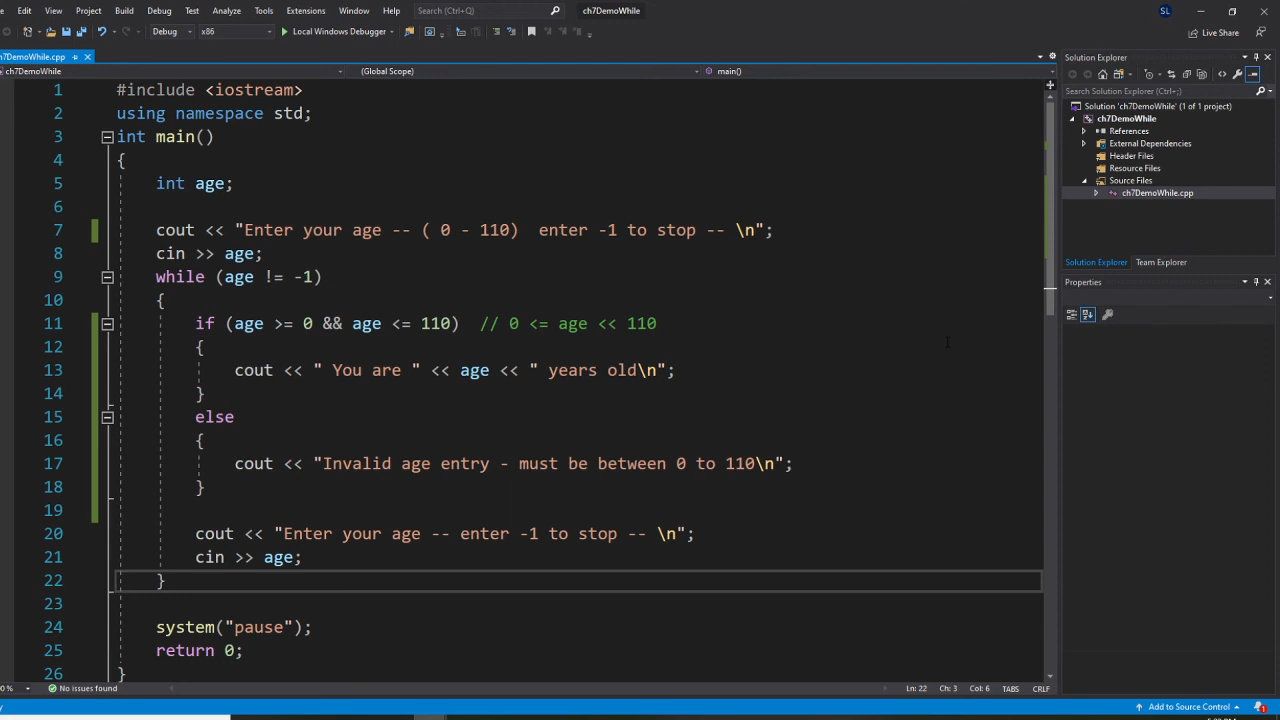 Edit View Project Build Debug Test Analyze Tools Extensions Window Help Search (Ctrl+Q) ch7DemoWhile SL
Debug x86 Local Windows Debugger Live Share
h7DemoWhile.cpp
ch7DemoWhile (Global Scope) main()
1 #include <iostream>
2 using namespace std;
3 int main()
4 {
5 int age;
6
7 cout << "Enter your age -- ( 0 - 110)  enter -1 to stop -- \n";
8 cin >> age;
9 while (age != -1)
10 {
11 if (age >= 0 && age <= 110)  // 0 <= age << 110
12 {
13 cout << " You are " << age << " years old\n";
14 }
15 else
16 {
17 cout << "Invalid age entry - must be between 0 to 110\n";
18 }
19
20 cout << "Enter your age -- enter -1 to stop -- \n";
21 cin >> age;
22 }
23
24 system("pause");
25 return 0;
26 }
0 % No issues found Ln: 22 Ch: 3 Col: 6 TABS CRLF
Solution Explorer
Search Solution Explorer (Ctrl+;)
Solution 'ch7DemoWhile' (1 of 1 project)
ch7DemoWhile
References
External Dependencies
Header Files
Resource Files
Source Files
ch7DemoWhile.cpp
Solution Explorer Team Explorer
Properties
Add to Source Control 1